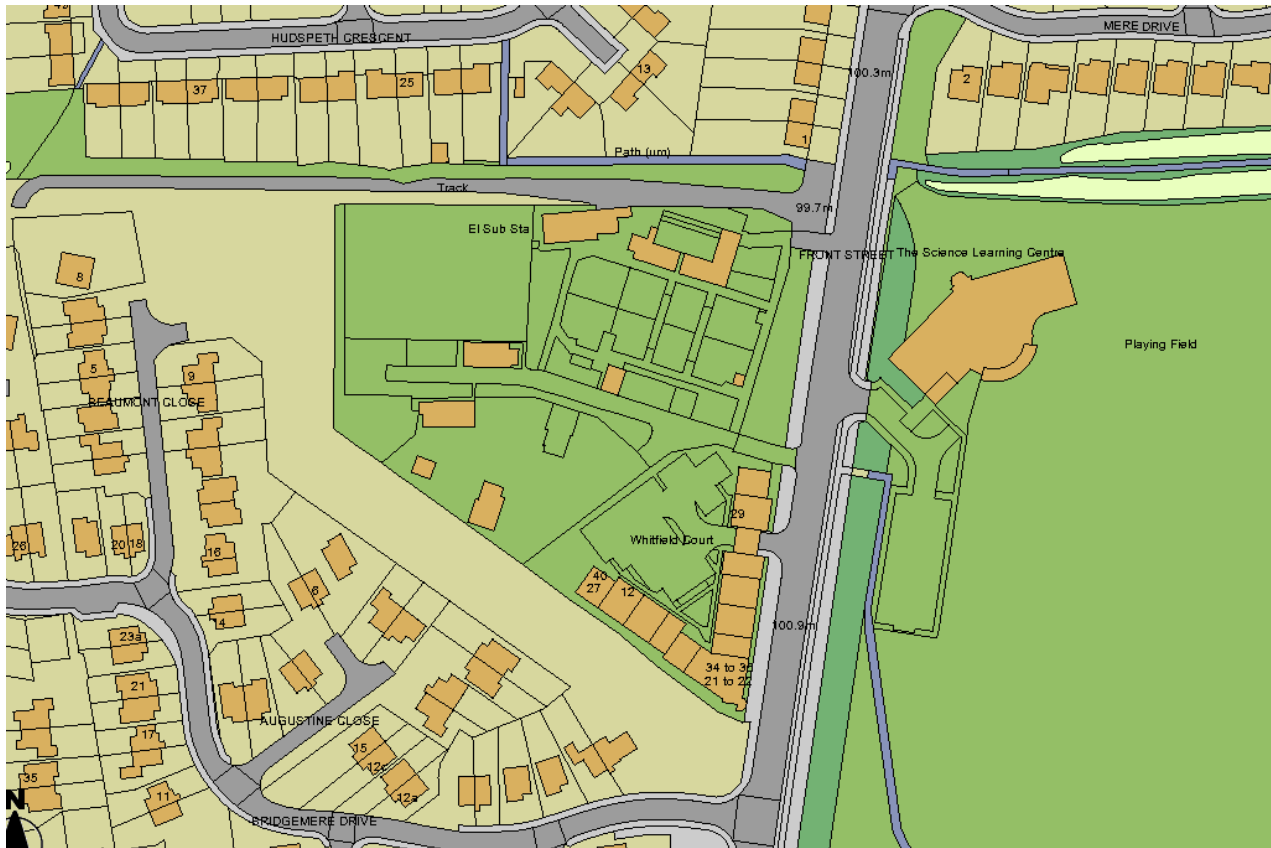 49
HUDSPETH CRESCENT
MERE DRIVE
13
100.3m
2
37
25
1
Path (um)
Track
99.7m
El Sub Sta
FRONT STREET
The Science Learning Centre
8
Playing Field
5
9
BEAUMONT CLOSE
29
Whitfield Court
26
20
18
16
40
27
12
6
14
100.9m
23a
34 to 36
21 to 22
21
AUGUSTINE CLOSE
17
15
12c
35
11
12a
N
BRIDGEMERE DRIVE